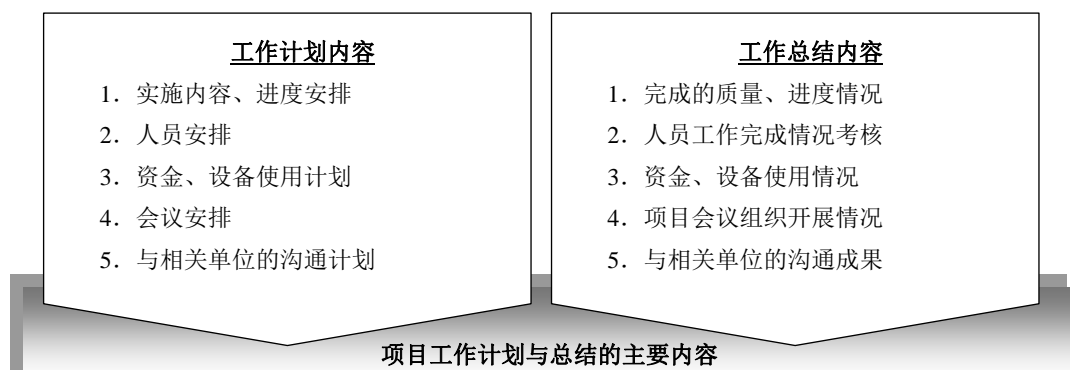 工作计划内容
1．实施内容、进度安排
2．人员安排
3．资金、设备使用计划
4．会议安排
5．与相关单位的沟通计划
工作总结内容
1．完成的质量、进度情况
2．人员工作完成情况考核
3．资金、设备使用情况
4．项目会议组织开展情况
5．与相关单位的沟通成果
项目工作计划与总结的主要内容